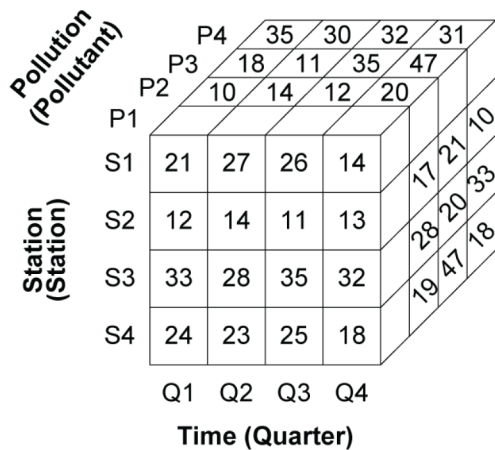 Pollution
(Pollutant)
P4 35 30 32 31
P3 18 11 35 47
P2 10 14 12 20
P1
S1 21 27 26 14 17 21 10
S2 12 14 11 13 28 20 33
S3 33 28 35 32 19 47 18
S4 24 23 25 18
Station
(Station)
Q1 Q2 Q3 Q4
Time (Quarter)